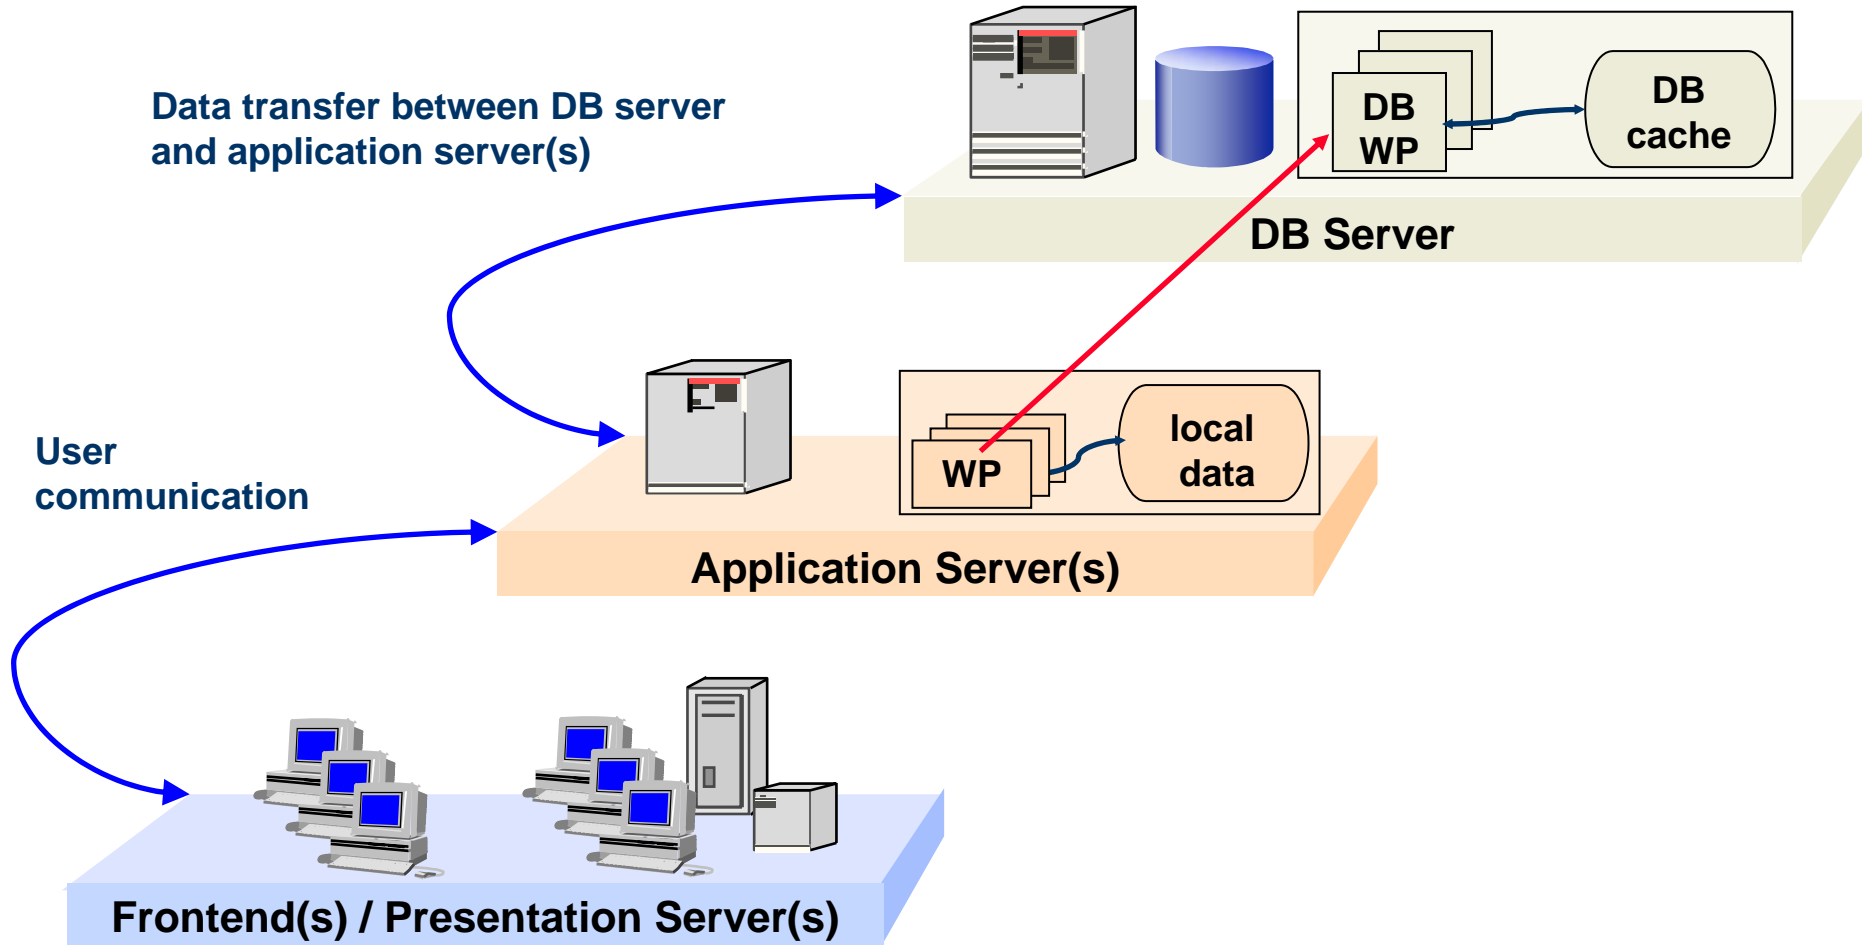 Data transfer between DB server
and application server(s)
DB
WP
DB
cache
DB Server
User
communication
WP
local
data
Application Server(s)
Frontend(s) / Presentation Server(s)